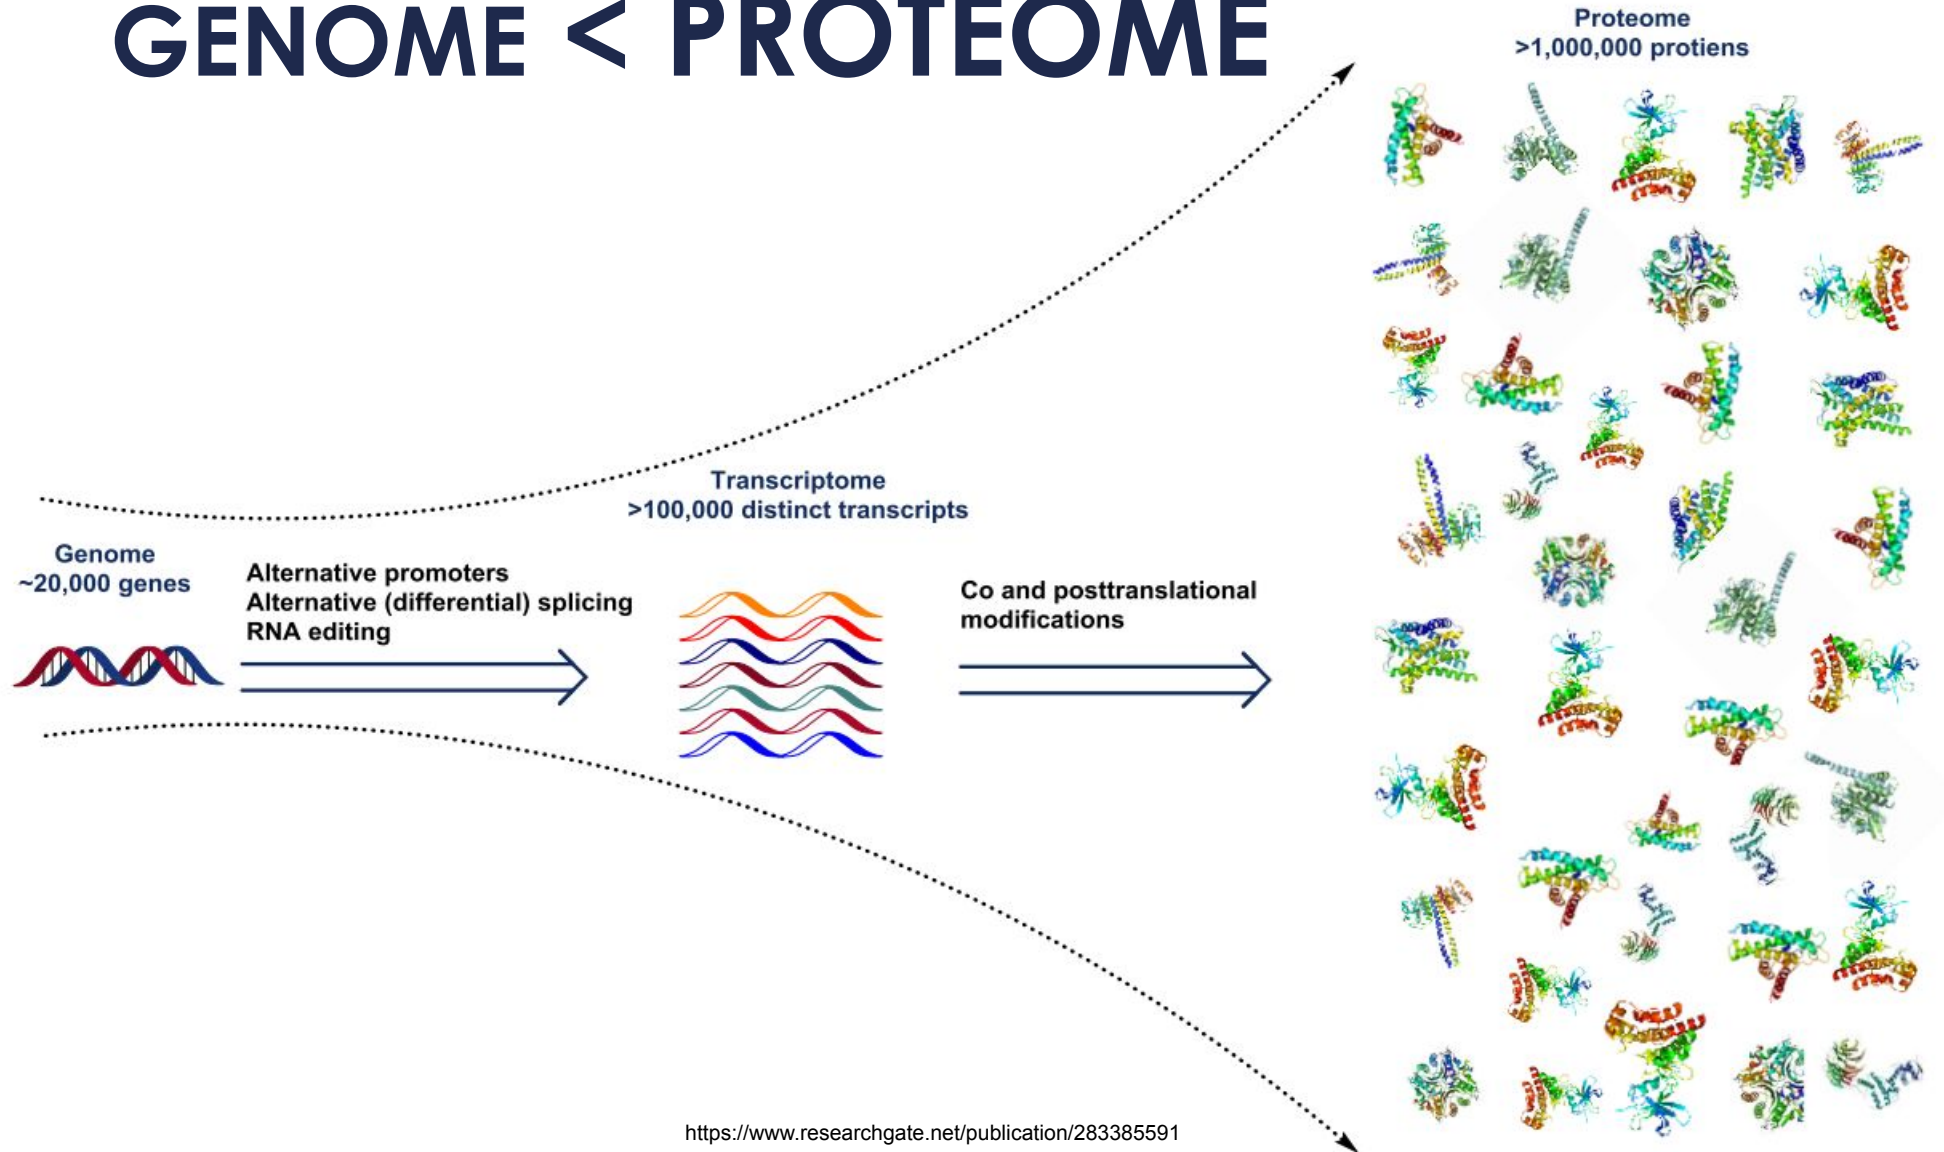 GENOME < PROTEOME
Proteome
>1,000,000 protiens
Transcriptome
>100,000 distinct transcripts
Genome
~20,000 genes
Alternative promoters
Alternative (differential) splicing
RNA editing
Co and posttranslational
modifications
https://www.researchgate.net/publication/283385591